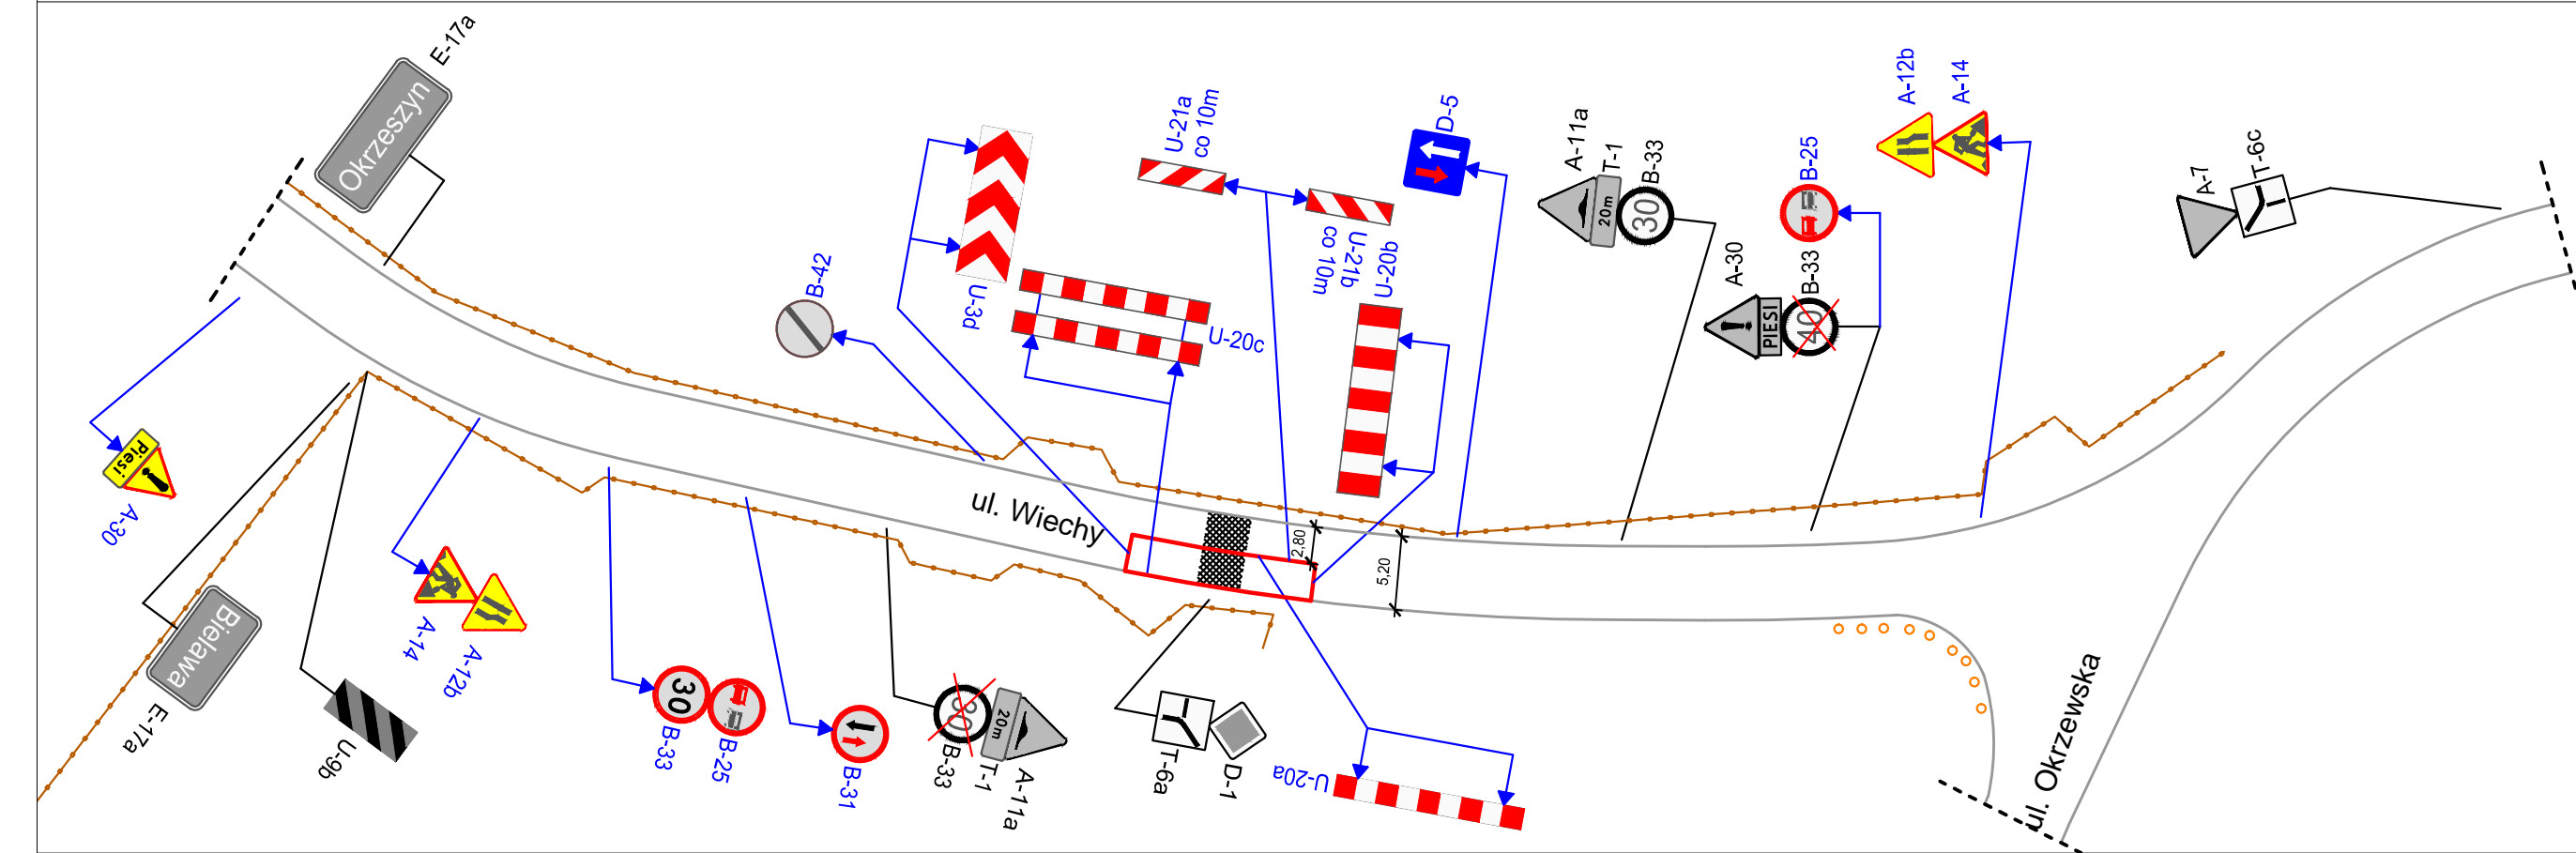 E-17a
Okrzeszyn
B-42
U-3d
U-20c
U-21a
co 10m
U-21b
co 10m
U-20b
D-5
A-11a
T-1
B-33
20m
30
A-30
B-33
PIESI
40
B-25
A-12b
A-14
A-7
T-6c
ul. Wiechy
2,80
5,20
Piesi
A-30
Bielawa
E-17a
U-9b
A-14
A-12b
30
B-33
B-25
B-31
20m
B-33
T-1
A-11a
T-6a
D-1
U-20a
ul. Okrzewska